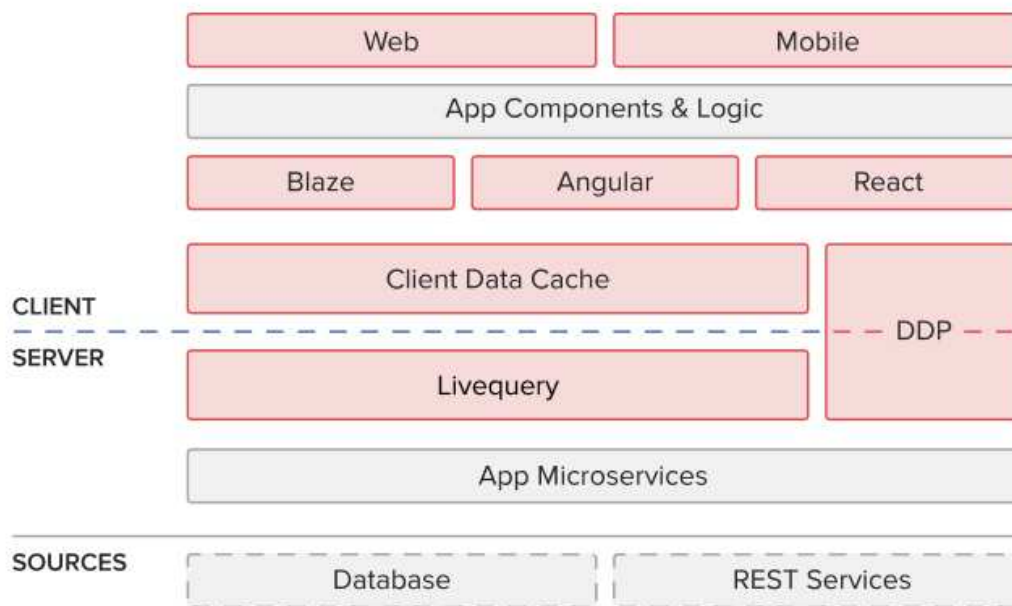 Web Mobile
App Components & Logic
Blaze Angular React
Client Data Cache
CLIENT
DDP
SERVER
Livequery
App Microservices
SOURCES
Database REST Services